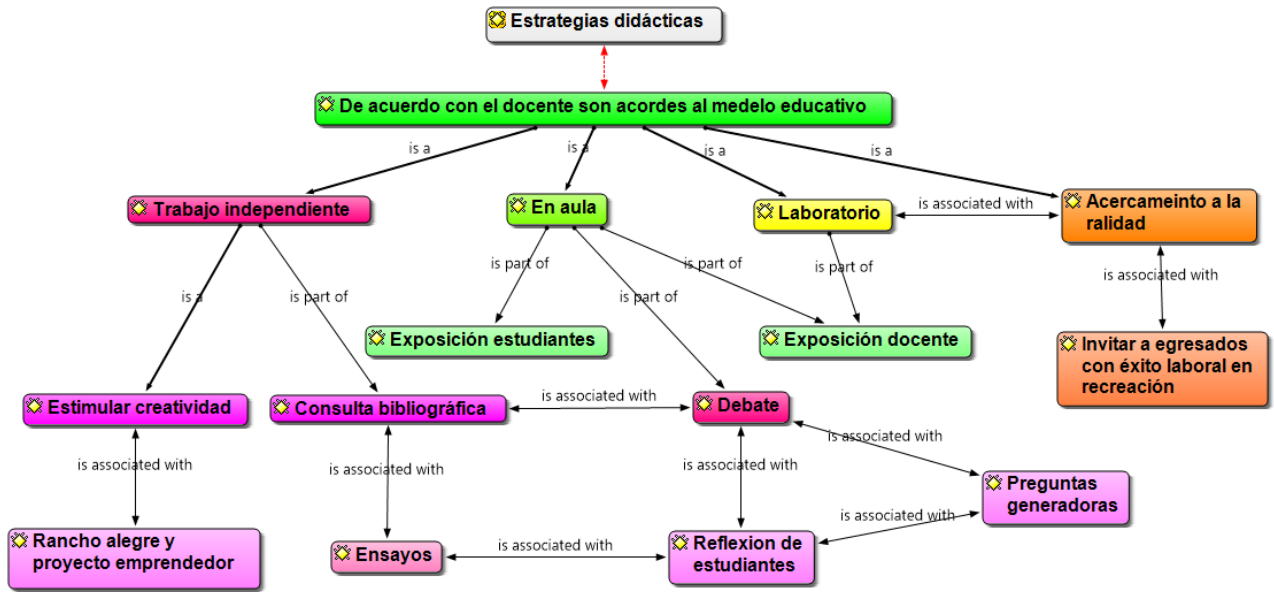 Estrategias didácticas
De acuerdo con el docente son acordes al medelo educativo
is a
is a
is a
is a
Trabajo independiente
En aula
Laboratorio
is associated with
Acercameinto a la
ralidad
is a
is part of
is part of
is part of
is part of
is part of
is associated with
Exposición estudiantes
Exposición docente
Invitar a egresados
con éxito laboral en
recreación
Estimular creatividad
Consulta bibliográfica
is associated with
Debate
is associated with
is associated with
is associated with
is associated with
Preguntas
generadoras
is associated with
Rancho alegre y
proyecto emprendedor
Ensayos
is associated with
Reflexion de
estudiantes